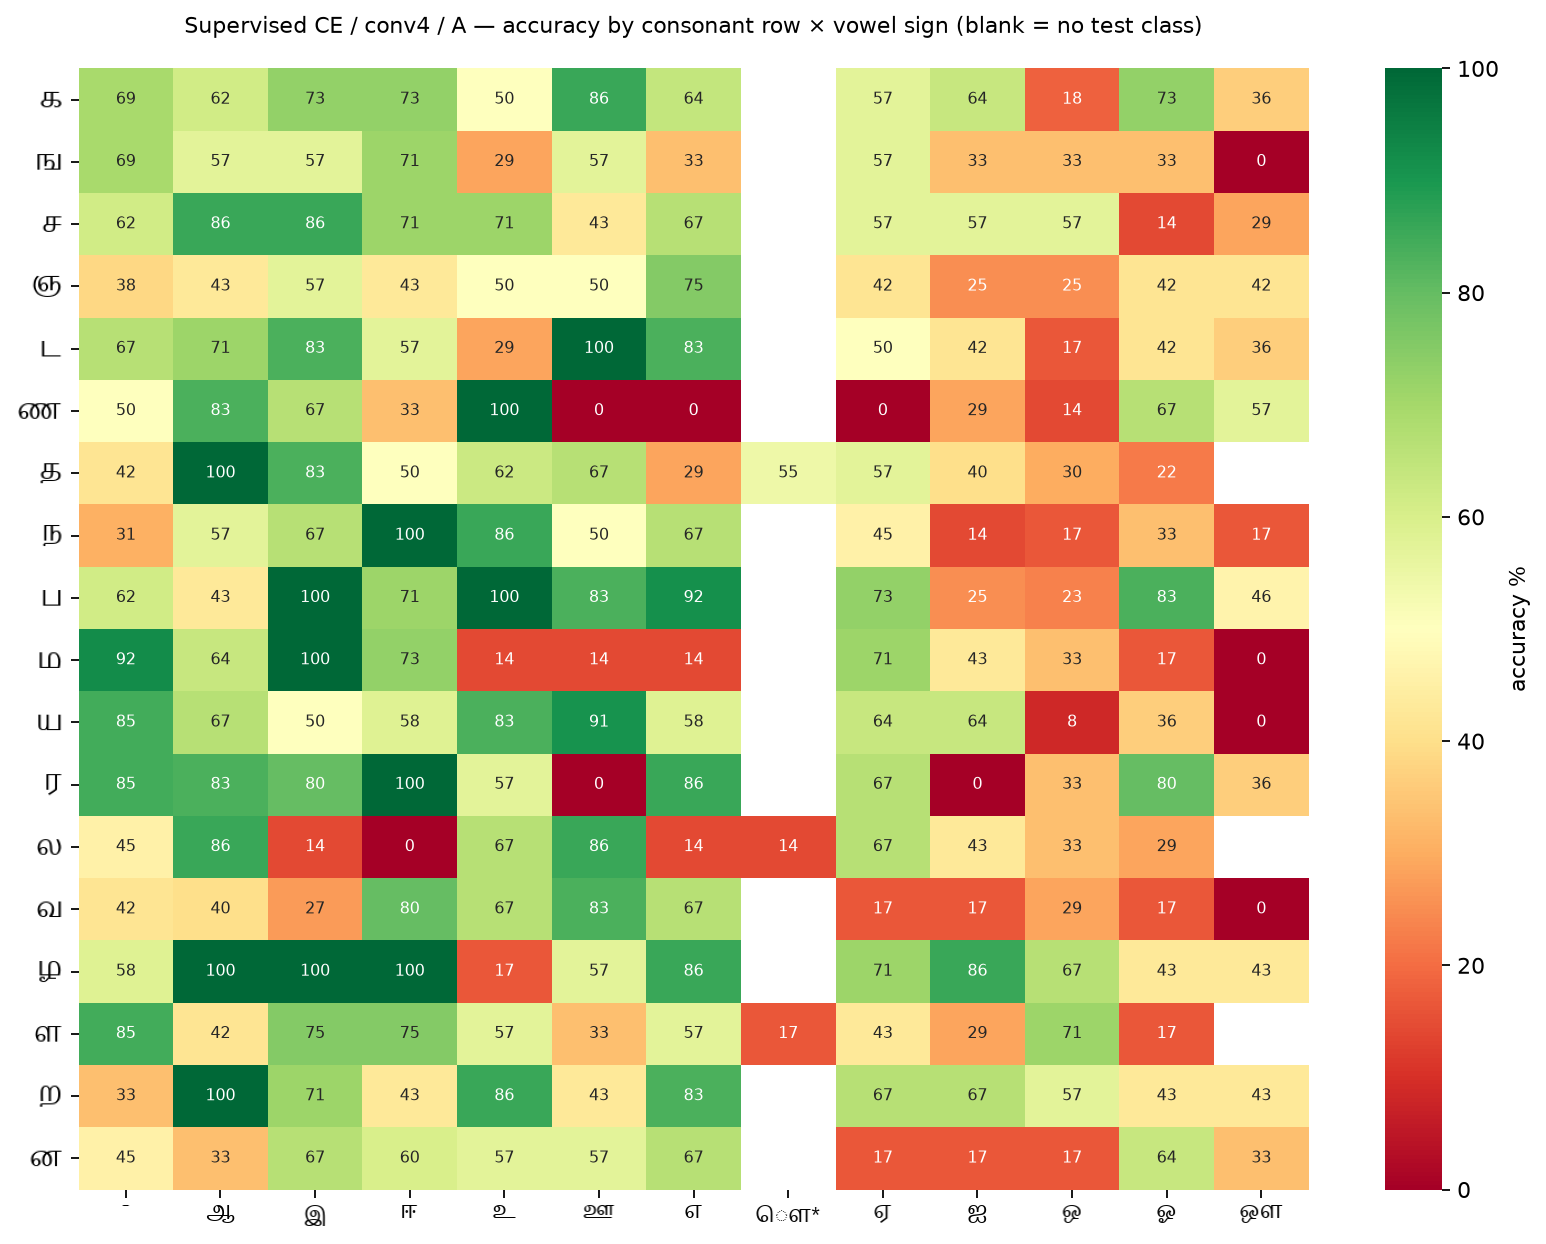 Supervised CE / conv4 / A — accuracy by consonant row × vowel sign (blank = no test class)
க 69 62 73 73 50 86 64 57 64 18 73 36
ங 69 57 57 71 29 57 33 57 33 33 33 0
ச 62 86 86 71 71 43 67 57 57 57 14 29
ஞ 38 43 57 43 50 50 75 42 25 25 42 42
ட 67 71 83 57 29 100 83 50 42 17 42 36
ண 50 83 67 33 100 0 0 0 29 14 67 57
த 42 100 83 50 62 67 29 55 57 40 30 22
ந 31 57 67 100 86 50 67 45 14 17 33 17
ப 62 43 100 71 100 83 92 73 25 23 83 46
ம 92 64 100 73 14 14 14 71 43 33 17 0
ய 85 67 50 58 83 91 58 64 64 8 36 0
ர 85 83 80 100 57 0 86 67 0 33 80 36
ல 45 86 14 0 67 86 14 14 67 43 33 29
வ 42 40 27 80 67 83 67 17 17 29 17 0
ழ 58 100 100 100 17 57 86 71 86 67 43 43
ள 85 42 75 75 57 33 57 17 43 29 71 17
ற 33 100 71 43 86 43 83 67 67 57 43 43
ன 45 33 67 60 57 57 67 17 17 17 64 33
- ஆ இ ஈ உ ஊ எ ௌ* ஏ ஐ ஒ ஓ ஔ
100
80
60
40
20
0
accuracy %